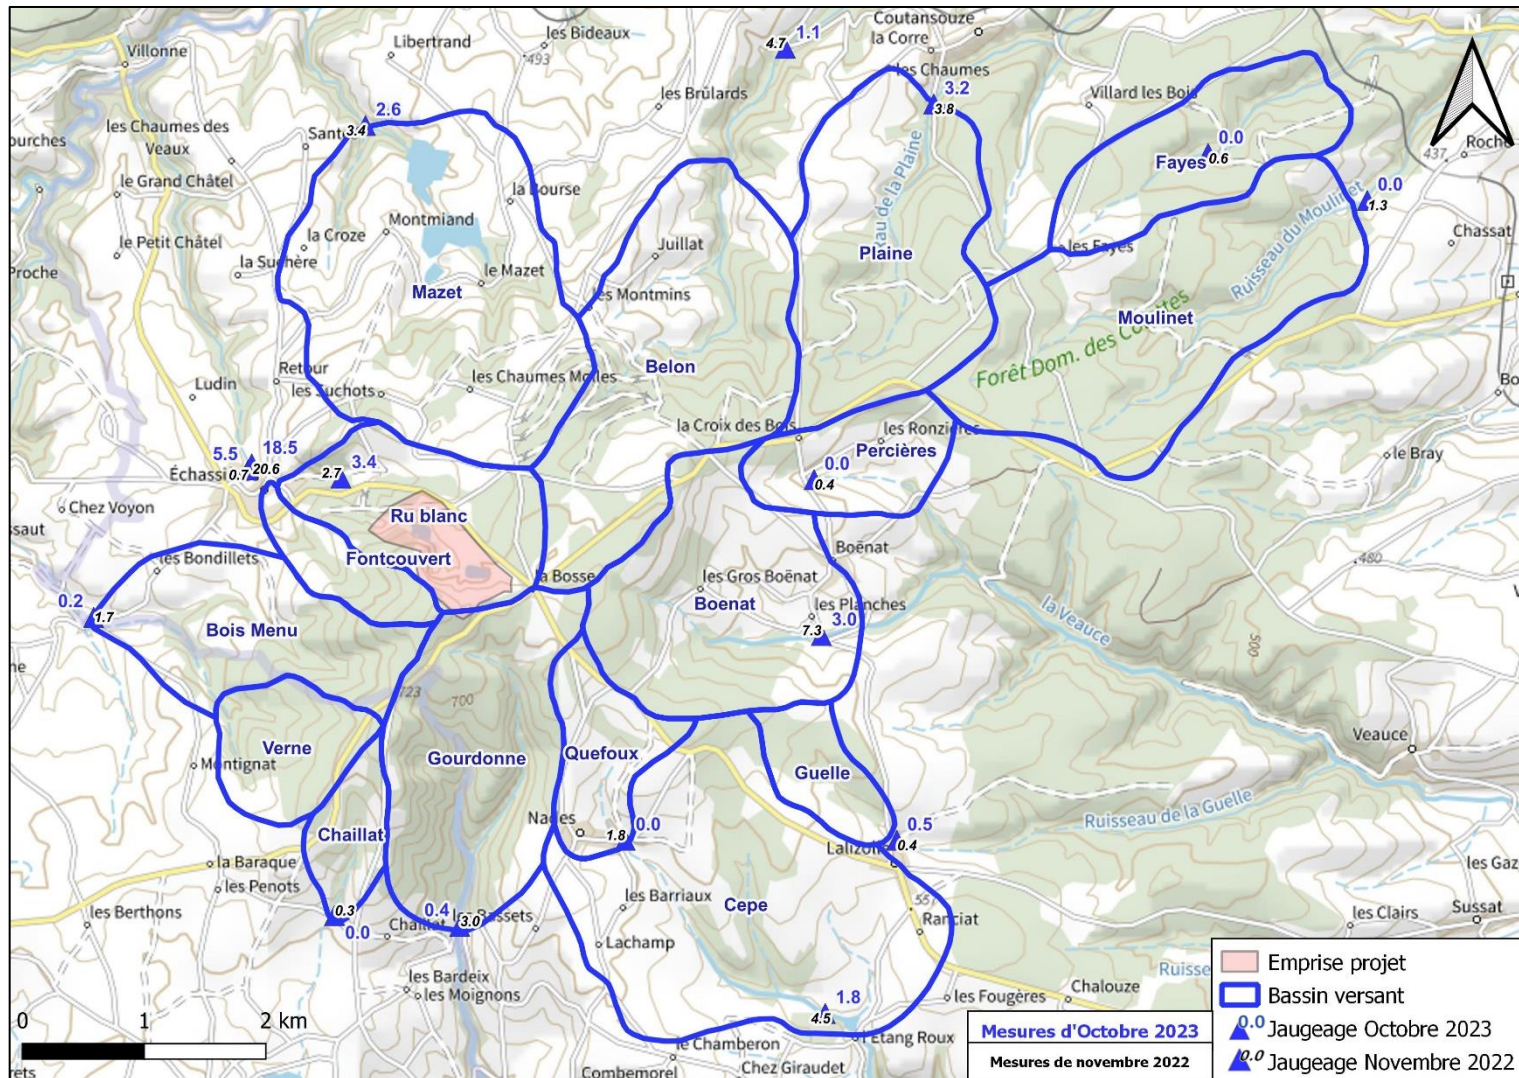 Villonne
Libertrand
les Bideaux
Coutansouze
la Corre
493
4.7
1.1
les Chaumes
les Brûlards
Villard les Bois
2.6
3.4
3.2
3.8
les Chaumes des
Veaux
0.0
Fayes
0.6
437
Roche
le Grand Châtel
la Bourse
0.0
1.3
Ruisseau du Moulinet
Montmiand
la Croze
Juillat
Plaine
les Fayes
Chassat
le Petit Châtel
la Suchère
Proche
le Mazet
Mazet
les Montmins
Moulinet
Forêt Dom. des
Belon
Retour
Ludin
les Suchots
les Chaumes Molles
la Croix des Bois
les Ronzières
Percières
le Bray
5.5
18.5
0.7
20.6
2.7
3.4
0.0
0.4
Chez Voyon
Ru blanc
Fontcouvert
les Bondillets
la Bosse
Boënat
les Gros Boënat
480
Boenat
les Planches
0.2
1.7
7.3
3.0
la Veauce
Bois Menu
500
723
700
Verne
Montignat
Gourdonne
Quefoux
Guelle
Veauce
Ruisseau de la Guelle
Nades
0.0
1.8
0.5
0.4
Chaillat
la Baraque
les Penots
les Barriaux
Cepe
551
Ranciat
les Berthons
0.3
0.0
Chaillat
0.4
les Bassets
3.0
Lachamp
les Clairs
Sussat
les Bardeix
les Moignons
les Fougères
Chalouze
1.8
4.5
l'Etang Roux
le Chamberon
Combemorel
Chez Giraudet
0 1 2 km
N
Mesures d'Octobre 2023
Mesures de novembre 2022
Emprise projet
Bassin versant
0.0 Jaugeage Octobre 2023
0.0 Jaugeage Novembre 2022